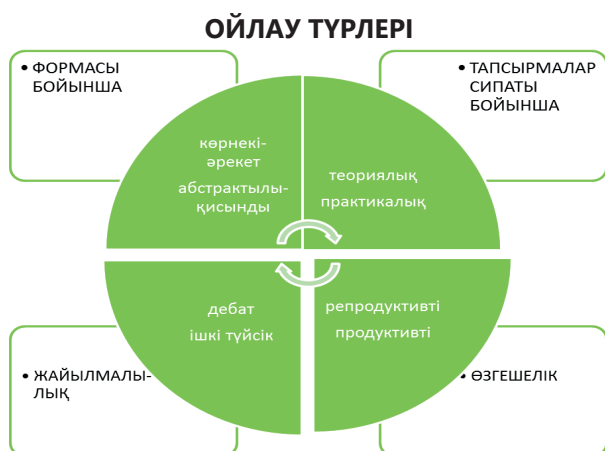 ОЙЛАУ ТҮРЛЕРІ
• ФОРМАСЫ
БОЙЫНША
• ТАПСЫРМАЛАР
СИПАТЫ
БОЙЫНША
көрнекі-
әрекет
абстрактылы-
қисынды
теориялық
практикалық
дебат
ішкі түйсік
репродуктивті
продуктивті
• ЖАЙЫЛМАЛЫ-
ЛЫҚ
• ӨЗГЕШЕЛІК